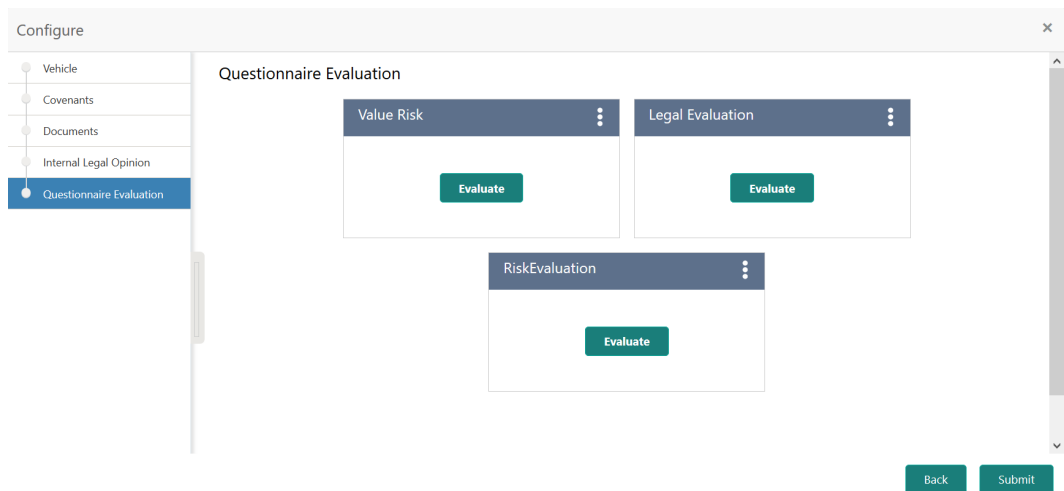 Configure
×
Vehicle
Covenants
Documents
Internal Legal Opinion
Questionnaire Evaluation
Questionnaire Evaluation
Value Risk
Legal Evaluation
Evaluate
Evaluate
RiskEvaluation
Evaluate
Back
Submit